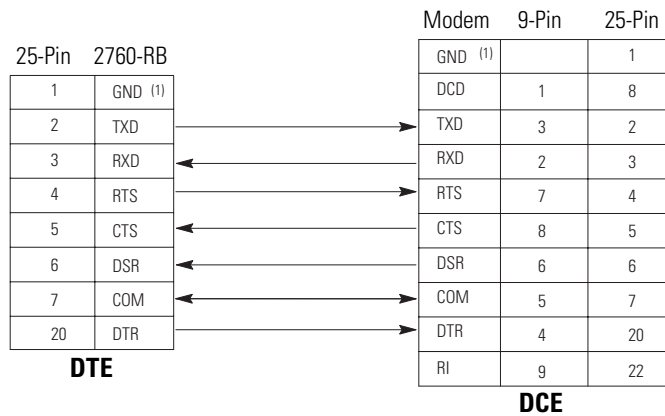 25-Pin 2760-RB
1 GND (1)
2 TXD
3 RXD
4 RTS
5 CTS
6 DSR
7 COM
20 DTR
DTE
Modem 9-Pin 25-Pin
GND (1) 1
DCD 1 8
TXD 3 2
RXD 2 3
RTS 7 4
CTS 8 5
DSR 6 6
COM 5 7
DTR 4 20
RI 9 22
DCE